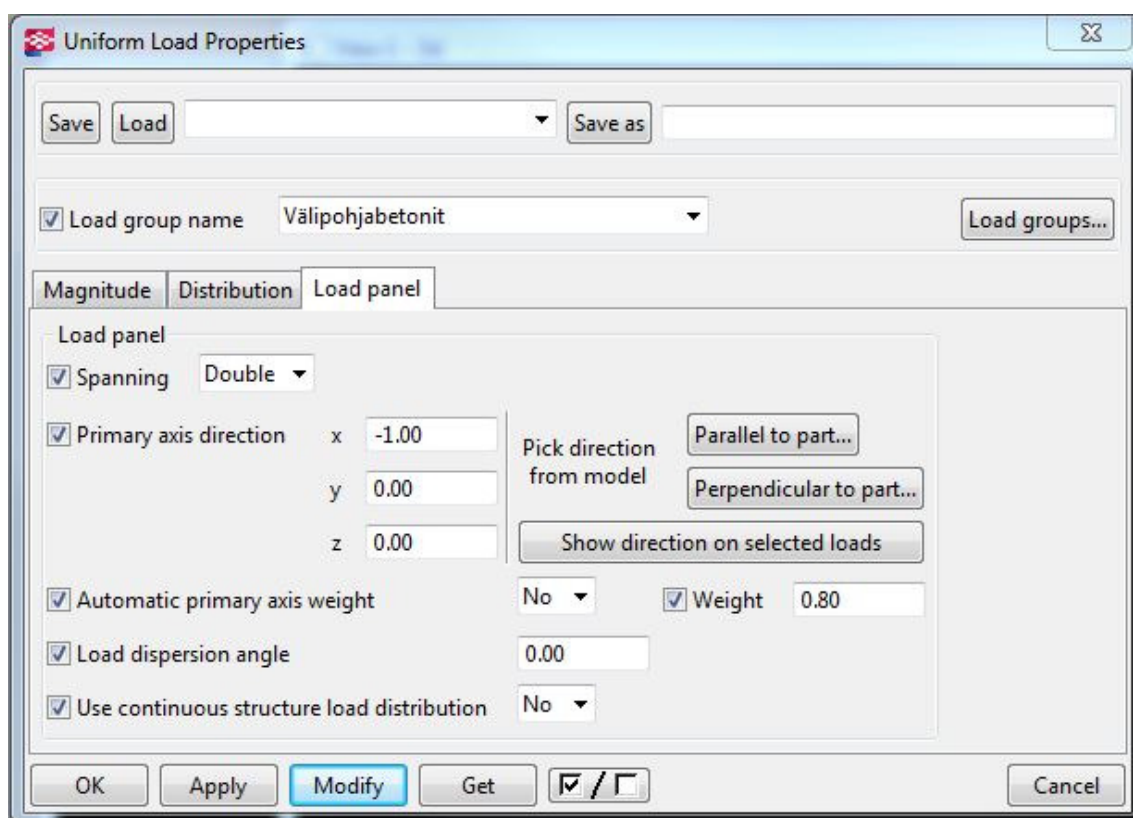 Uniform Load Properties
Save Load Save as
Load group name Välipohjabetonit Load groups...
Magnitude Distribution Load panel
Load panel
Spanning Double
Primary axis direction x -1.00
Pick direction from model
Parallel to part...
y 0.00
Perpendicular to part...
z 0.00
Show direction on selected loads
Automatic primary axis weight No Weight 0.80
Load dispersion angle 0.00
Use continuous structure load distribution No
OK Apply Modify Get / Cancel